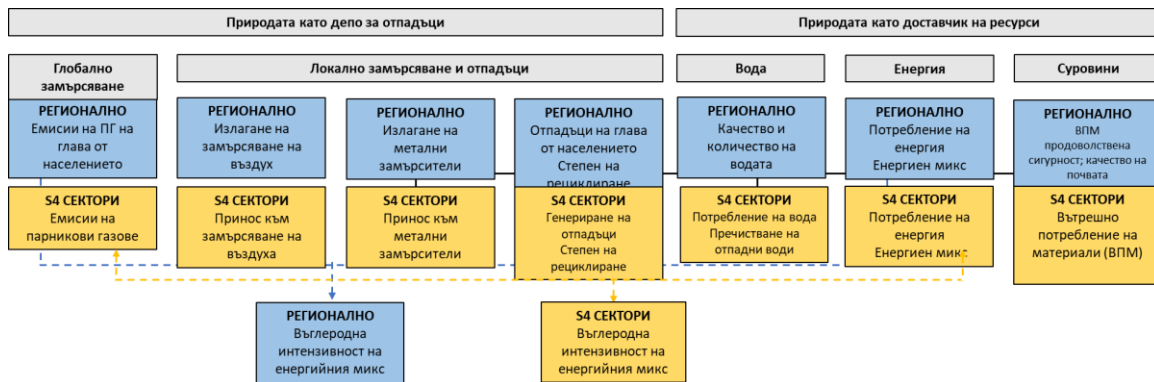 Природата като депо за отпадъци
Природата като доставчик на ресурси
Глобално
замърсяване
Локално замърсяване и отпадъци
Вода
Енергия
Суровини
РЕГИОНАЛНО
Емисии на ПГ на
глава от
населението
РЕГИОНАЛНО
Излагане на
замърсяване на
въздух
РЕГИОНАЛНО
Излагане на
метални
замърсители
РЕГИОНАЛНО
Отпадъци на глава
от населението
Степен на
рециклиране
РЕГИОНАЛНО
Качество и
количество на
водата
РЕГИОНАЛНО
Потребление на
енергия
Енергиен микс
РЕГИОНАЛНО
ВПМ
продоволствена
сигурност; качество на
почвата
S4 СЕКТОРИ
Емисии на
парникови газове
S4 СЕКТОРИ
Принос към
замърсяване на
въздуха
S4 СЕКТОРИ
Принос към
метални
замърсители
S4 СЕКТОРИ
Генериране на
отпадъци
Степен на
рециклиране
S4 СЕКТОРИ
Потребление на вода
Пречистване на
отпадни води
S4 СЕКТОРИ
Потребление на
енергия
Енергиен микс
S4 СЕКТОРИ
Вътрешно
потребление на
материали (ВПМ)
РЕГИОНАЛНО
Въглеродна
интензивност на
енергийния микс
S4 СЕКТОРИ
Въглеродна
интензивност на
енергийния микс